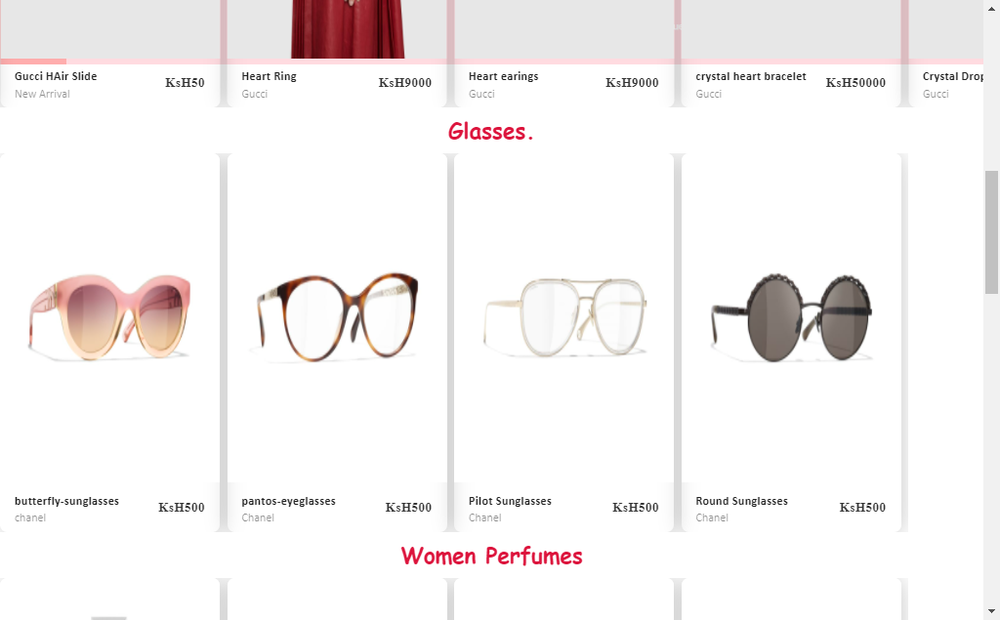 Gucci HAir Slide
KsH50
New Arrival
Heart Ring
KsH9000
Gucci
Heart earings
KsH9000
Gucci
crystal heart bracelet
KsH50000
Gucci
Crystal Drop
Gucci
Glasses.
butterfly-sunglasses
KsH500
chanel
pantos-eyeglasses
KsH500
Chanel
Pilot Sunglasses
KsH500
Chanel
Round Sunglasses
KsH500
Chanel
Women Perfumes